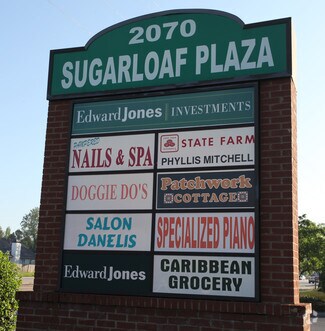 2070
SUGARLOAF PLAZA
Edward Jones | INVESTMENTS
NAILS & SPA
STATE FARM
PHYLLIS MITCHELL
DOGGIE DO'S
Patchwork
COTTAGE
SALON
DANELIS
SPECIALIZED PIANO
Edward Jones
CARIBBEAN
GROCERY